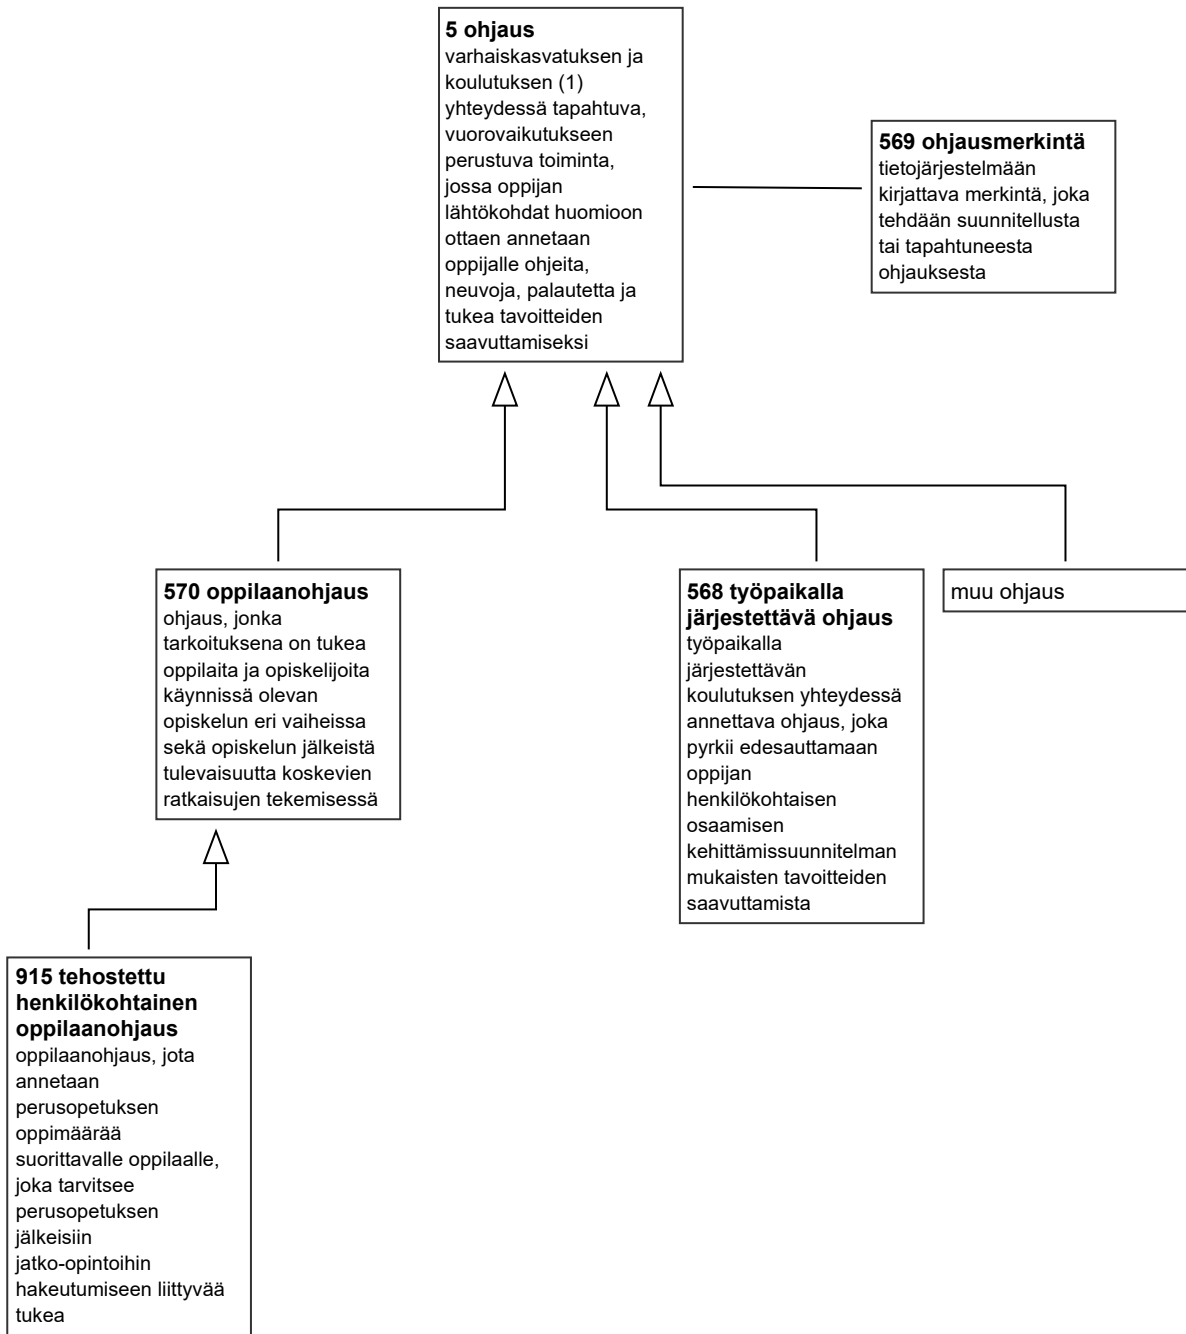 5 ohjaus
varhaiskasvatuksen ja
koulutuksen (1)
yhteydessä tapahtuva,
vuorovaikutukseen
perustuva toiminta,
jossa oppijan
lähtökohdat huomioon
ottaen annetaan
oppijalle ohjeita,
neuvoja, palautetta ja
tukea tavoitteiden
saavuttamiseksi
569 ohjausmerkintä
tietojärjestelmään
kirjattava merkintä, joka
tehdään suunnitellusta
tai tapahtuneesta
ohjauksesta
570 oppilaanohjaus
ohjaus, jonka
tarkoituksena on tukea
oppilaita ja opiskelijoita
käynnissä olevan
opiskelun eri vaiheissa
sekä opiskelun jälkeistä
tulevaisuutta koskevien
ratkaisujen tekemisessä
568 työpaikalla
järjestettävä ohjaus
työpaikalla
järjestettävän
koulutuksen yhteydessä
annettava ohjaus, joka
pyrkii edesauttamaan
oppijan
henkilökohtaisen
osaamisen
kehittämissuunnitelman
mukaisten tavoitteiden
saavuttamista
muu ohjaus
915 tehostettu
henkilökohtainen
oppilaanohjaus
oppilaanohjaus, jota
annetaan
perusopetuksen
oppimäärää
suorittavalle oppilaalle,
joka tarvitsee
perusopetuksen
jälkeisiin
jatko-opintoihin
hakeutumiseen liittyvää
tukea